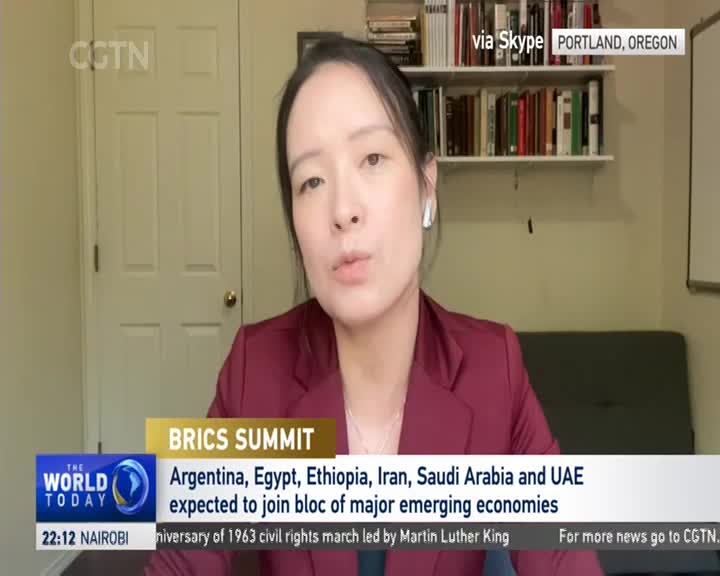 CGTN
via Skype PORTLAND, OREGON
BRICS SUMMIT
THE WORLD TODAY
Argentina, Egypt, Ethiopia, Iran, Saudi Arabia and UAE
expected to join bloc of major emerging economies
22:12 NAIROBI niversary of 1963 civil rights march led by Martin Luther King For more news go to CGTN.